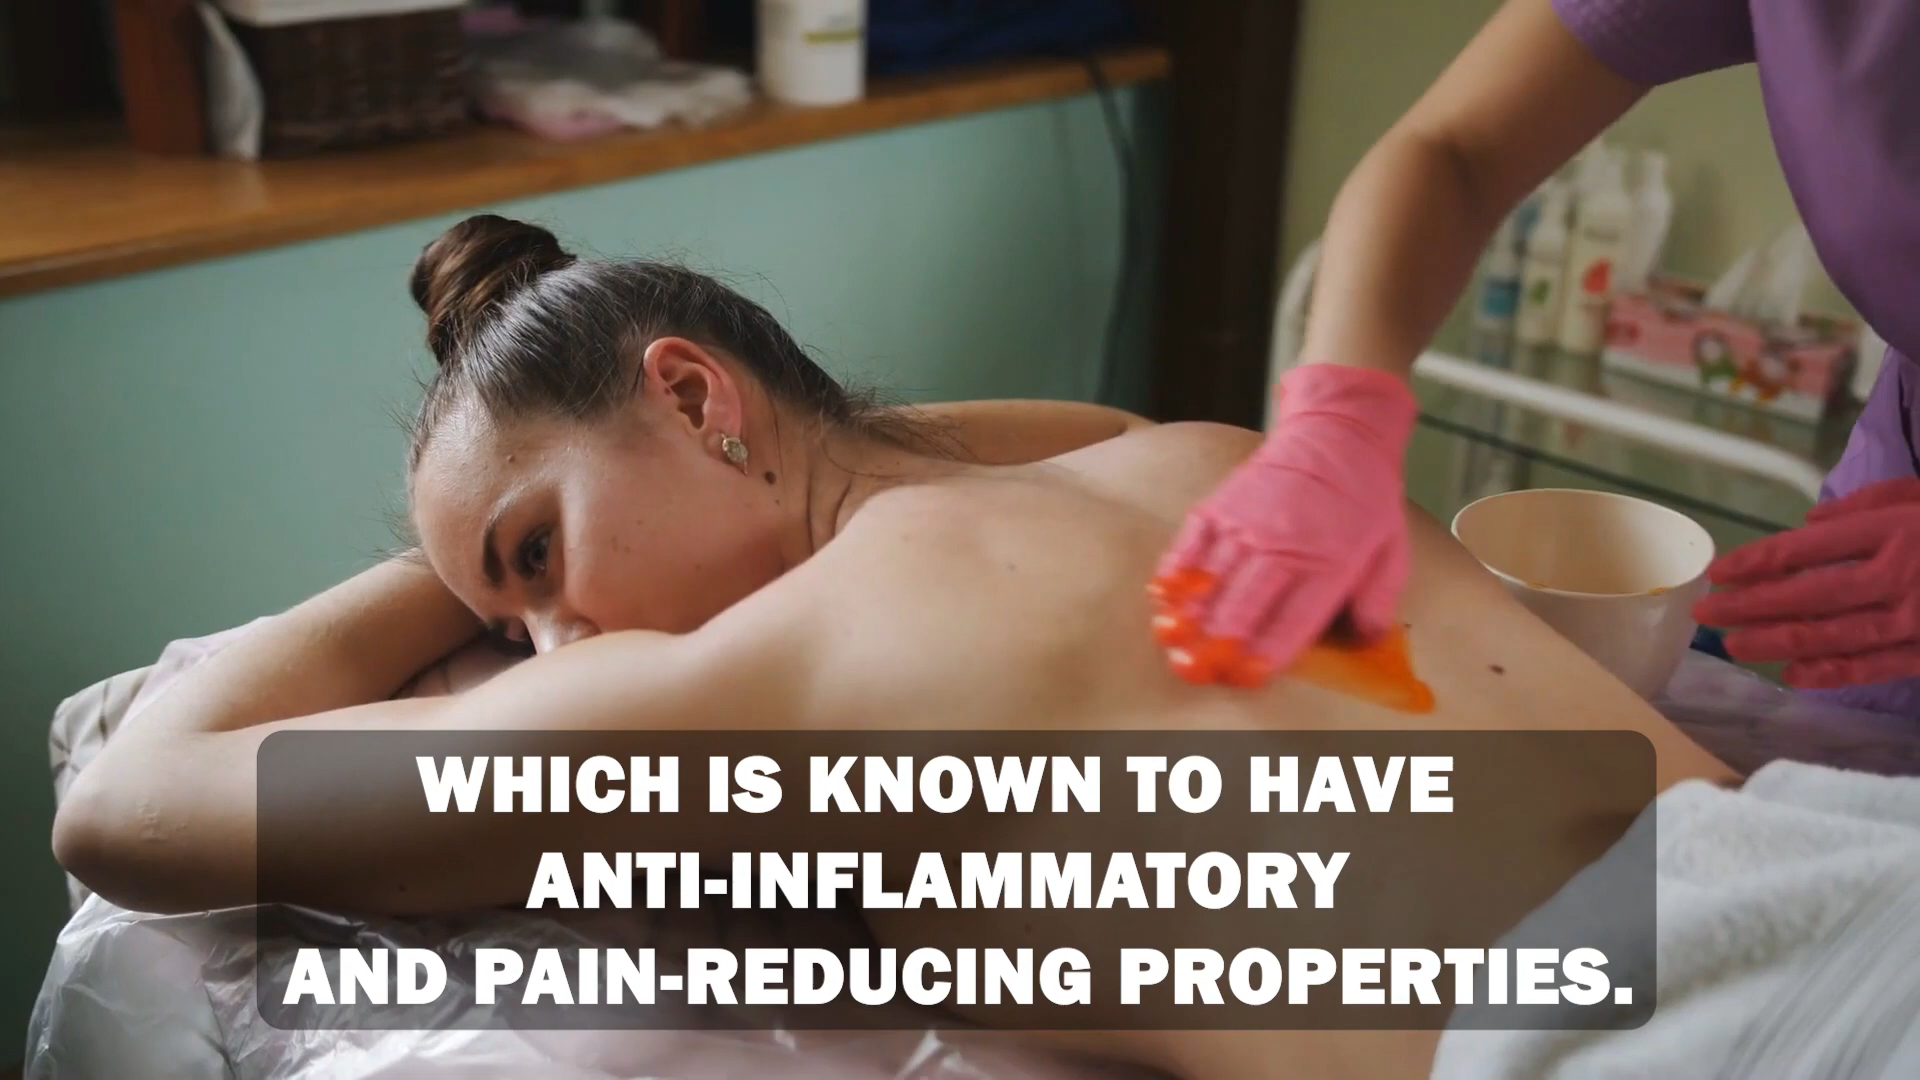 WHICH IS KNOWN TO HAVE
ANTI-INFLAMMATORY
AND PAIN-REDUCING PROPERTIES.